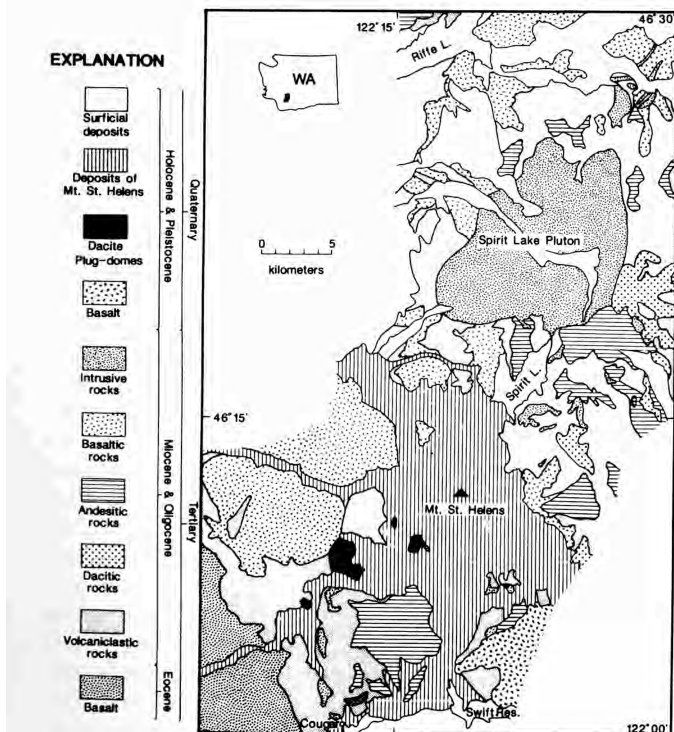 122° 15'
46° 30'
Riffe L.
EXPLANATION
WA
Surficial
deposits
Deposits of
Mt. St. Helens
Dacite
Plug-domes
Basalt
Intrusive
rocks
Basaltic
rocks
Andesitic
rocks
Dacitic
rocks
Volcaniclastic
rocks
Basalt
Holocene & Pleistocene
Quaternary
Miocene & Oligocene
Tertiary
Eocene
0 5
kilometers
Spirit Lake Pluton
Spirit L.
46° 15'
Mt. St. Helens
Swift Res.
Cougar
122° 00'